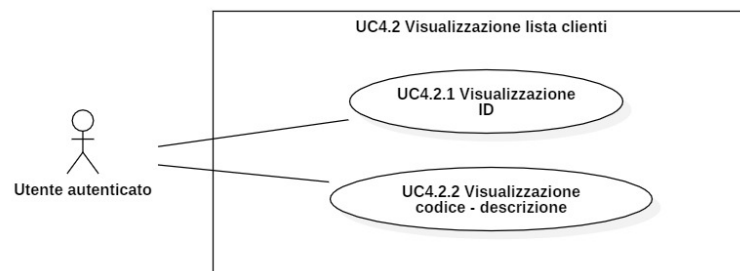 UC4.2 Visualizzazione lista clienti
UC4.2.1 Visualizzazione
ID
Utente autenticato
UC4.2.2 Visualizzazione
codice - descrizione